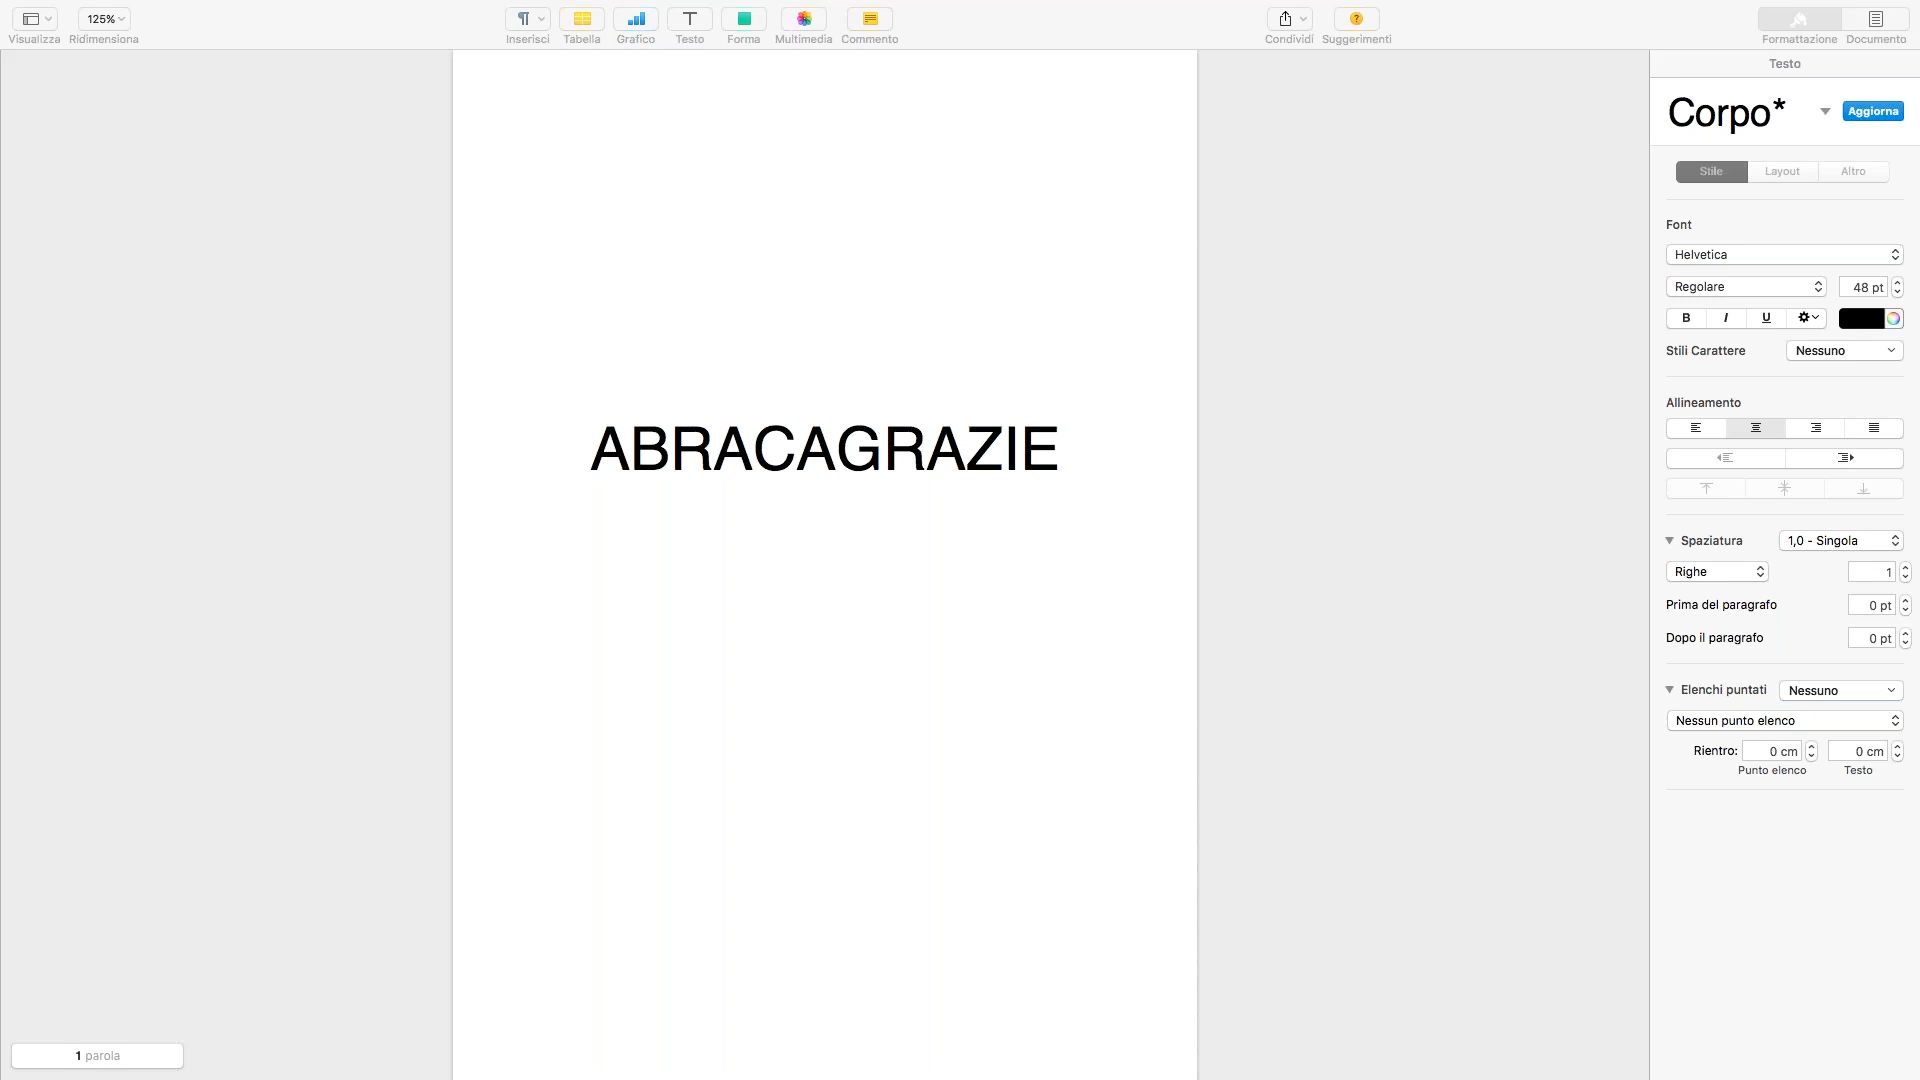 125%
Visualizza Ridimensiona
Inserisci Tabella Grafico Testo Forma Multimedia Commento
Condividi Suggerimenti
Formattazione Documento
ABRACAGRAZIE
1 parola
Testo
Corpo* Aggiorna
Stile Layout Altro
Font
Helvetica
Regolare 48 pt
B I U
Stili Carattere Nessuno
Allineamento
Spaziatura 1,0 - Singola
Righe 1
Prima del paragrafo 0 pt
Dopo il paragrafo 0 pt
Elenchi puntati Nessuno
Nessun punto elenco
Rientro: 0 cm 0 cm
Punto elenco Testo